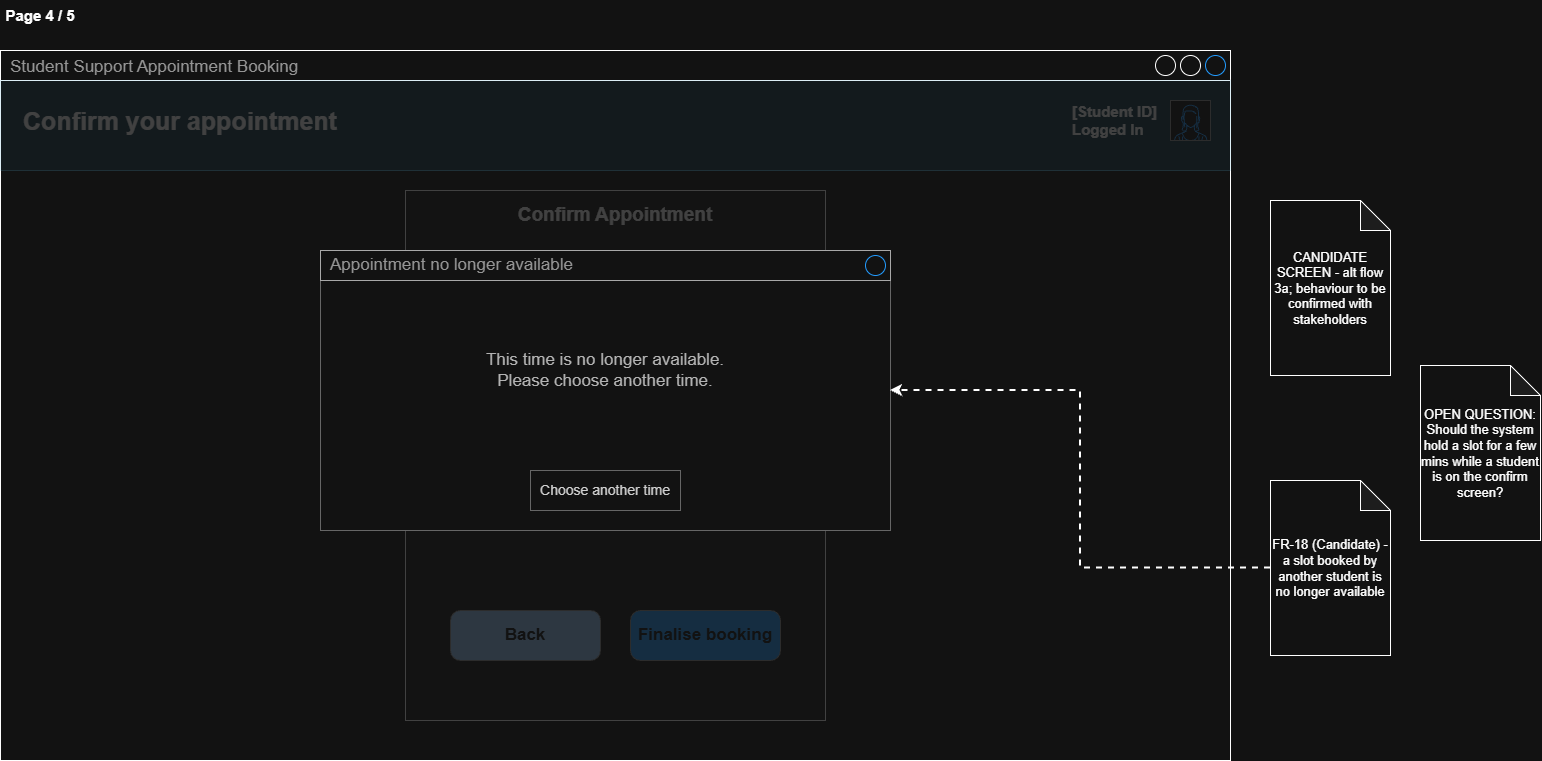 Page 4 / 5
Student Support Appointment Booking
Confirm your appointment
[Student ID]
Logged In
Confirm Appointment
Appointment no longer available
This time is no longer available.
Please choose another time.
Choose another time
Back
Finalise booking
CANDIDATE
SCREEN - alt flow
3a; behaviour to be
confirmed with
stakeholders
OPEN QUESTION:
Should the system
hold a slot for a few
mins while a student
is on the confirm
screen?
FR-18 (Candidate) -
a slot booked by
another student is
no longer available